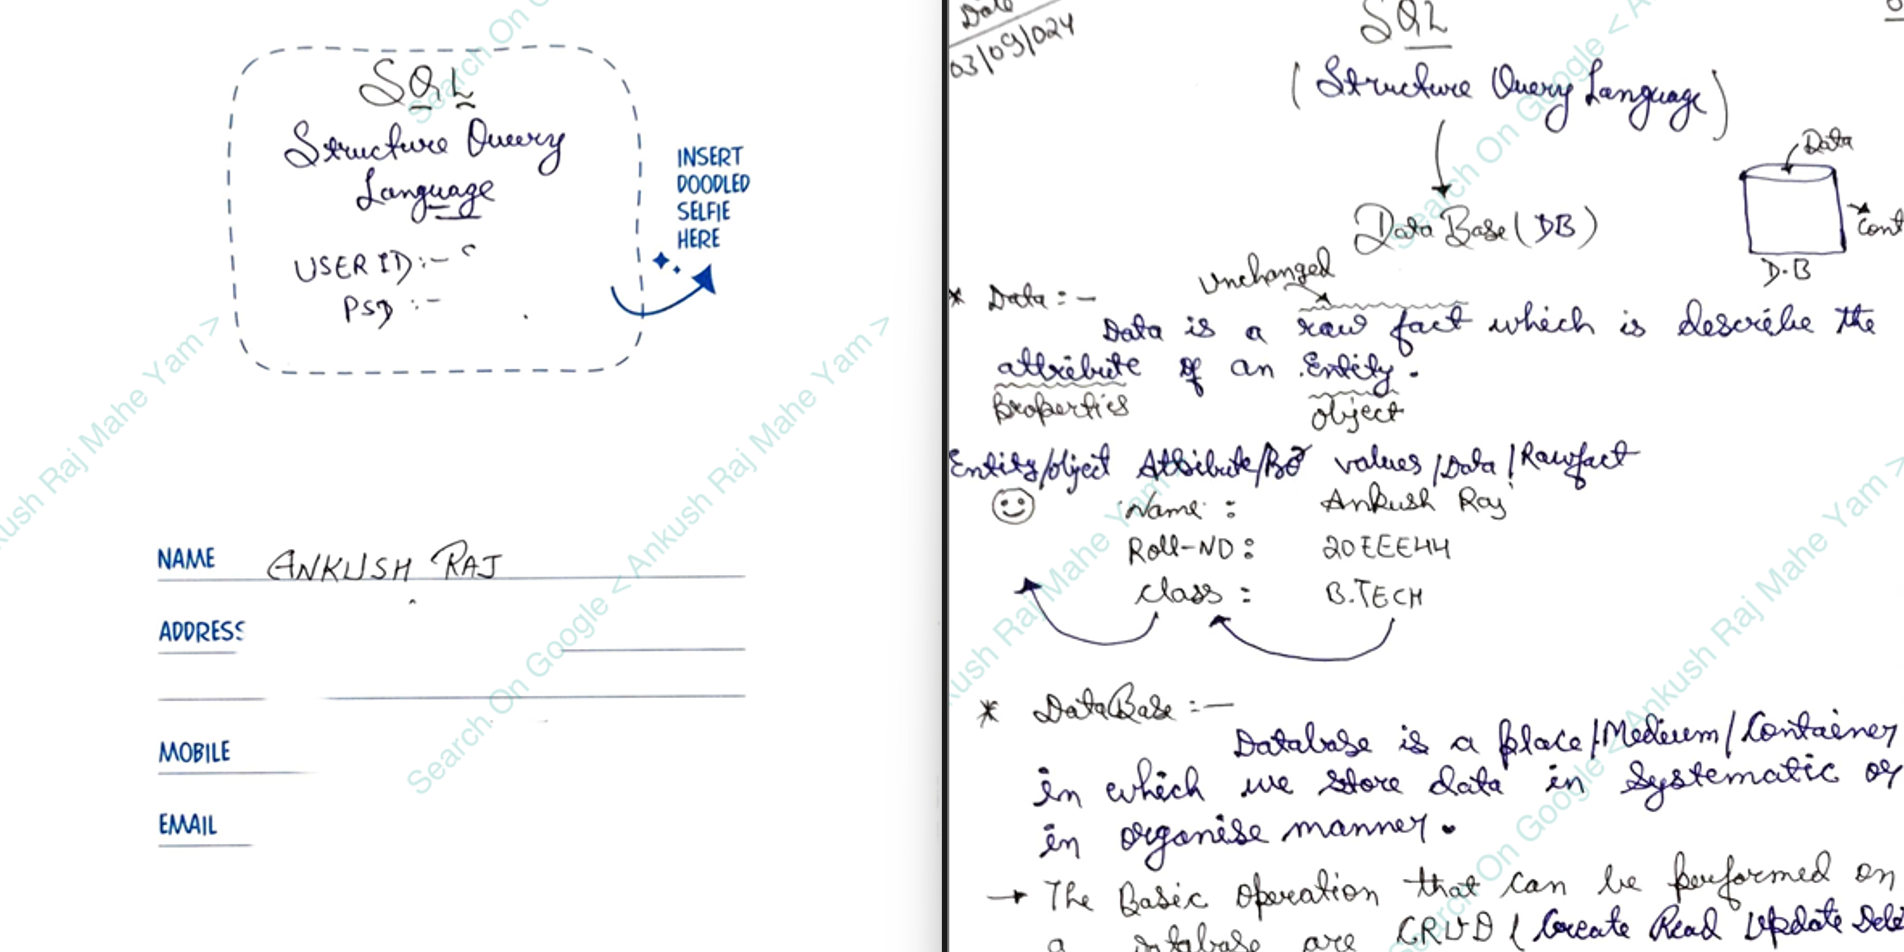 SQL
Structure Query
Language
USER ID:-
PSD :-
INSERT
DOODLED
SELFIE
HERE
NAME ANKUSH RAJ
ADDRESS
MOBILE
EMAIL
Search On Google < Ankush Raj Mahe Yam >
Date
03/09/024
SQL
(Structure Query Language)
Data Base (DB)
Data
Cont
D.B
Unchanged
* Data :-
Data is a raw fact which is describe the
attribute of an Entity.
Properties object
Entity/object Attribute/ values/Data/Rawfact
Name : Ankush Raj
Roll-NO : 20EEE44
class : B.TECH
* DataBase :-
Database is a place/Medium/Container
in which we store data in systematic or
in organise manner.
→ The Basic operation that can be performed on
a database are CRUD (Create Read Update Dele